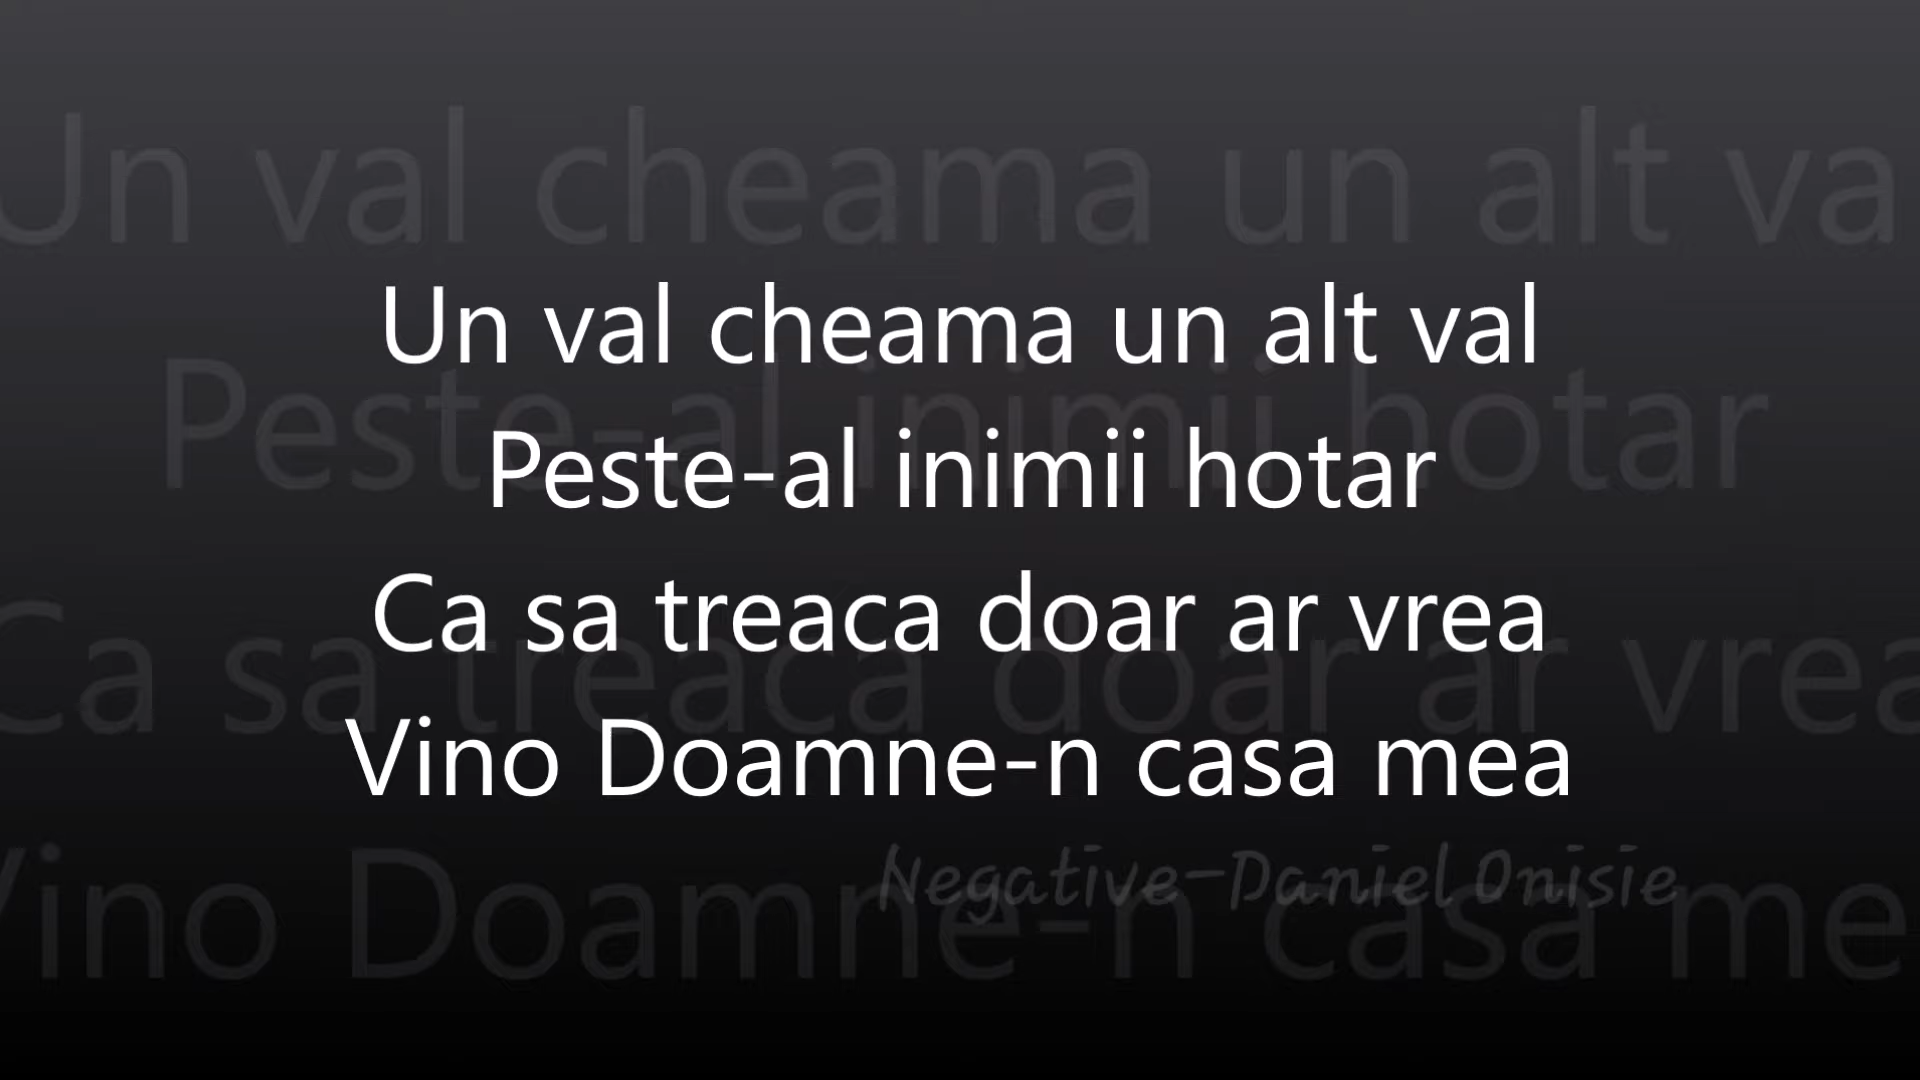 Un val cheama un alt val
Peste-al inimii hotar
Ca sa treaca doar ar vrea
Vino Doamne-n casa mea
Negative-Daniel Onisie